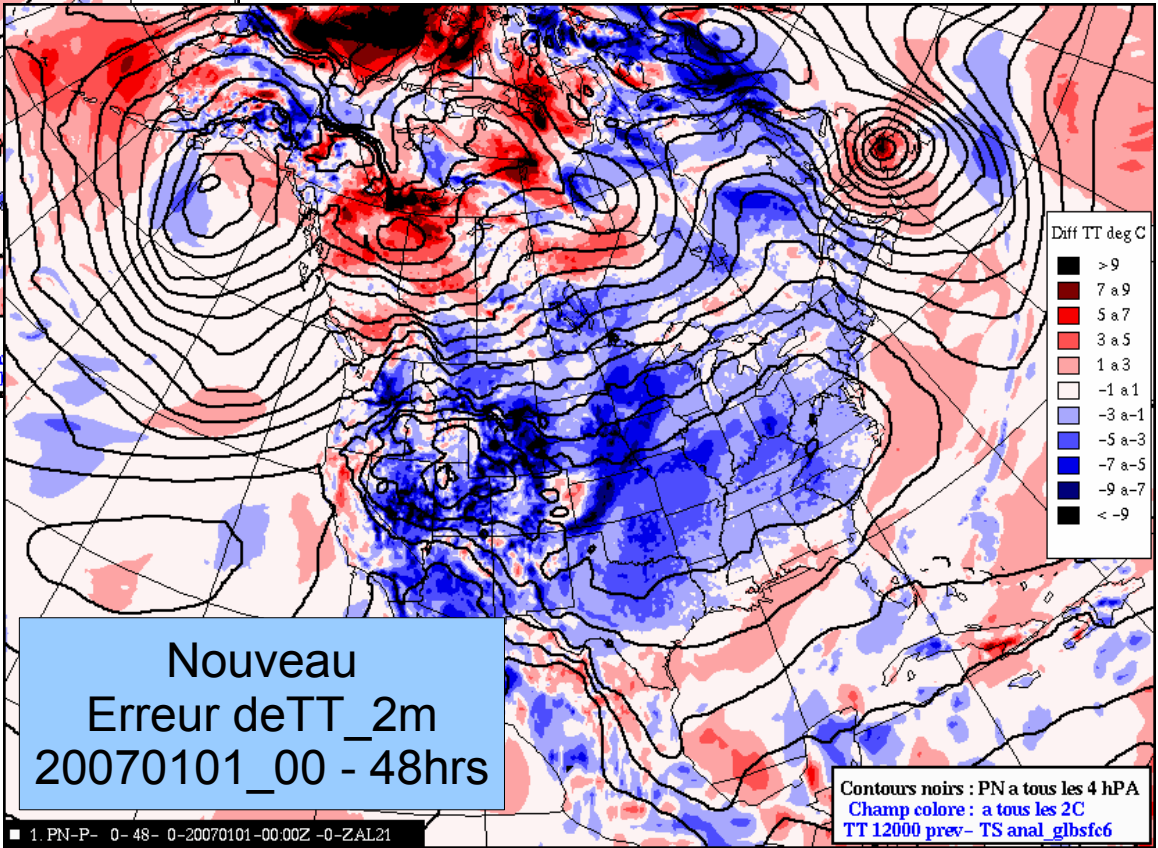 Diff TT deg C
> 9
7 a 9
5 a 7
3 a 5
1 a 3
-1 a 1
-3 a-1
-5 a-3
-7 a-5
-9 a-7
< -9
Nouveau
Erreur deTT_2m
20070101_00 - 48hrs
Contours noirs : PN a tous les 4 hPA
Champ colore : a tous les 2C
TT 12000 prev- TS anal_glbsfc6
1. PN-P- 0- 48- 0-20070101-00:00Z -0-ZAL21